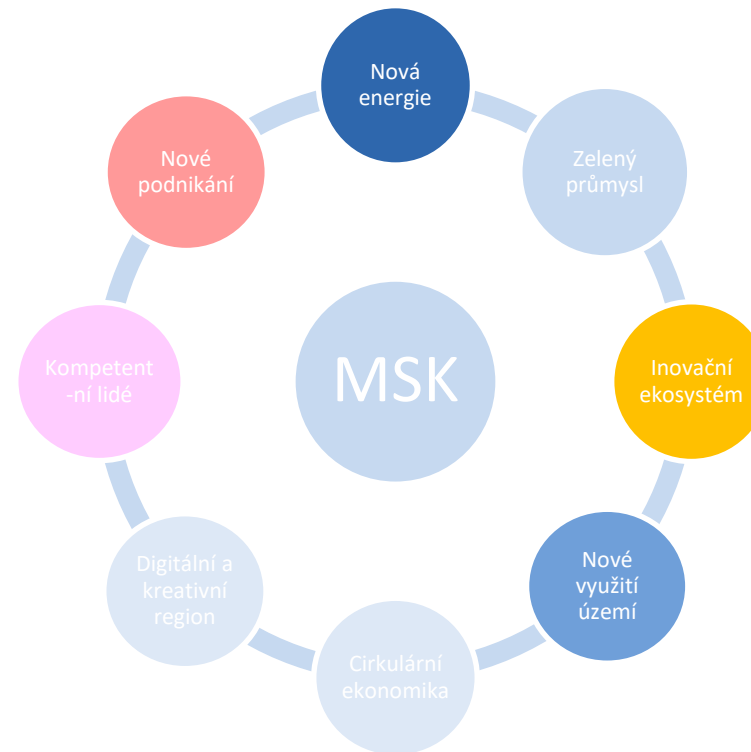 Nová
energie
Zelený
průmysl
Inovační
ekosystém
Nové
využití
území
Cirkulární
ekonomika
Digitální a
kreativní
region
Kompetent
-ní lidé
Nové
podnikání
MSK